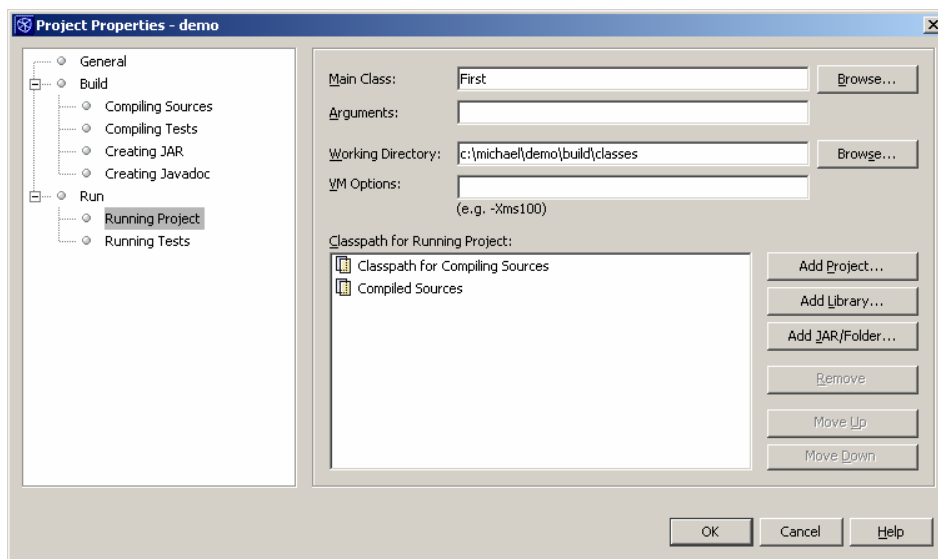 Project Properties - demo
General
Build
Compiling Sources
Compiling Tests
Creating JAR
Creating Javadoc
Run
Running Project
Running Tests
Main Class: First Browse...
Arguments:
Working Directory: c:\michael\demo\build\classes Browse...
VM Options:
(e.g. -Xms100)
Classpath for Running Project:
Classpath for Compiling Sources
Compiled Sources
Add Project...
Add Library...
Add JAR/Folder...
Remove
Move Up
Move Down
OK Cancel Help